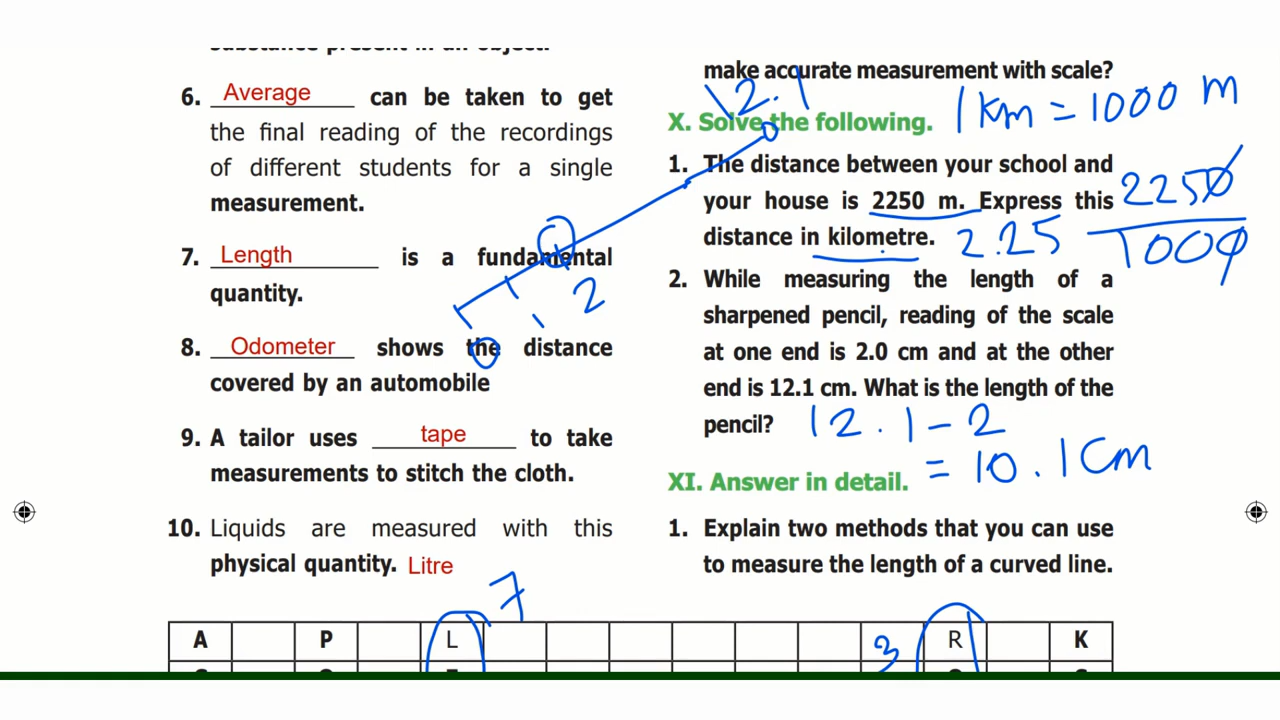 6. Average can be taken to get
the final reading of the recordings
of different students for a single
measurement.
7. Length is a fundamental
quantity.
8. Odometer shows the distance
covered by an automobile
9. A tailor uses tape to take
measurements to stitch the cloth.
10. Liquids are measured with this
physical quantity. Litre
0
1
2
12.1
make accurate measurement with scale?
X. Solve the following.
1 Km = 1000 m
1. The distance between your school and
your house is 2250 m. Express this
distance in kilometre.
2.25
2250
1000
2. While measuring the length of a
sharpened pencil, reading of the scale
at one end is 2.0 cm and at the other
end is 12.1 cm. What is the length of the
pencil? 12.1 - 2
= 10.1 Cm
XI. Answer in detail.
1. Explain two methods that you can use
to measure the length of a curved line.
7
3
A P L R K